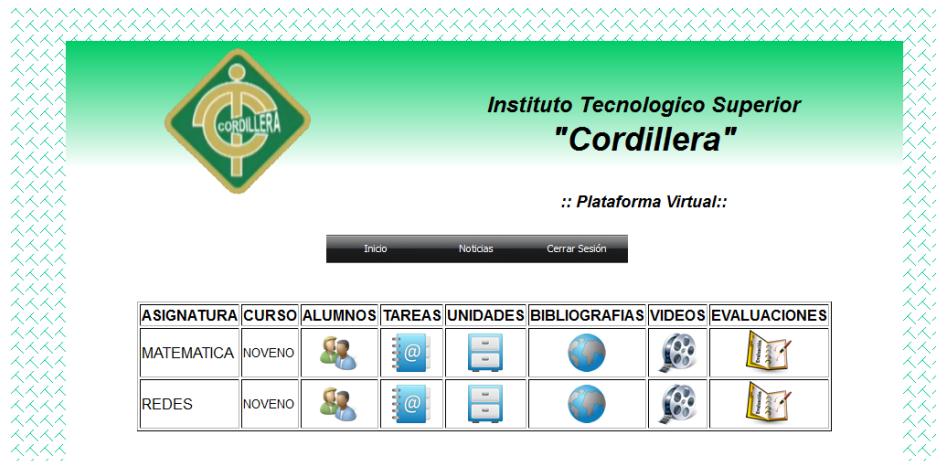 CORDILLERA
Instituto Tecnologico Superior
"Cordillera"
:: Plataforma Virtual::
Inicio Noticias Cerrar Sesión
ASIGNATURA CURSO ALUMNOS TAREAS UNIDADES BIBLIOGRAFIAS VIDEOS EVALUACIONES
MATEMATICA NOVENO @
REDES NOVENO @